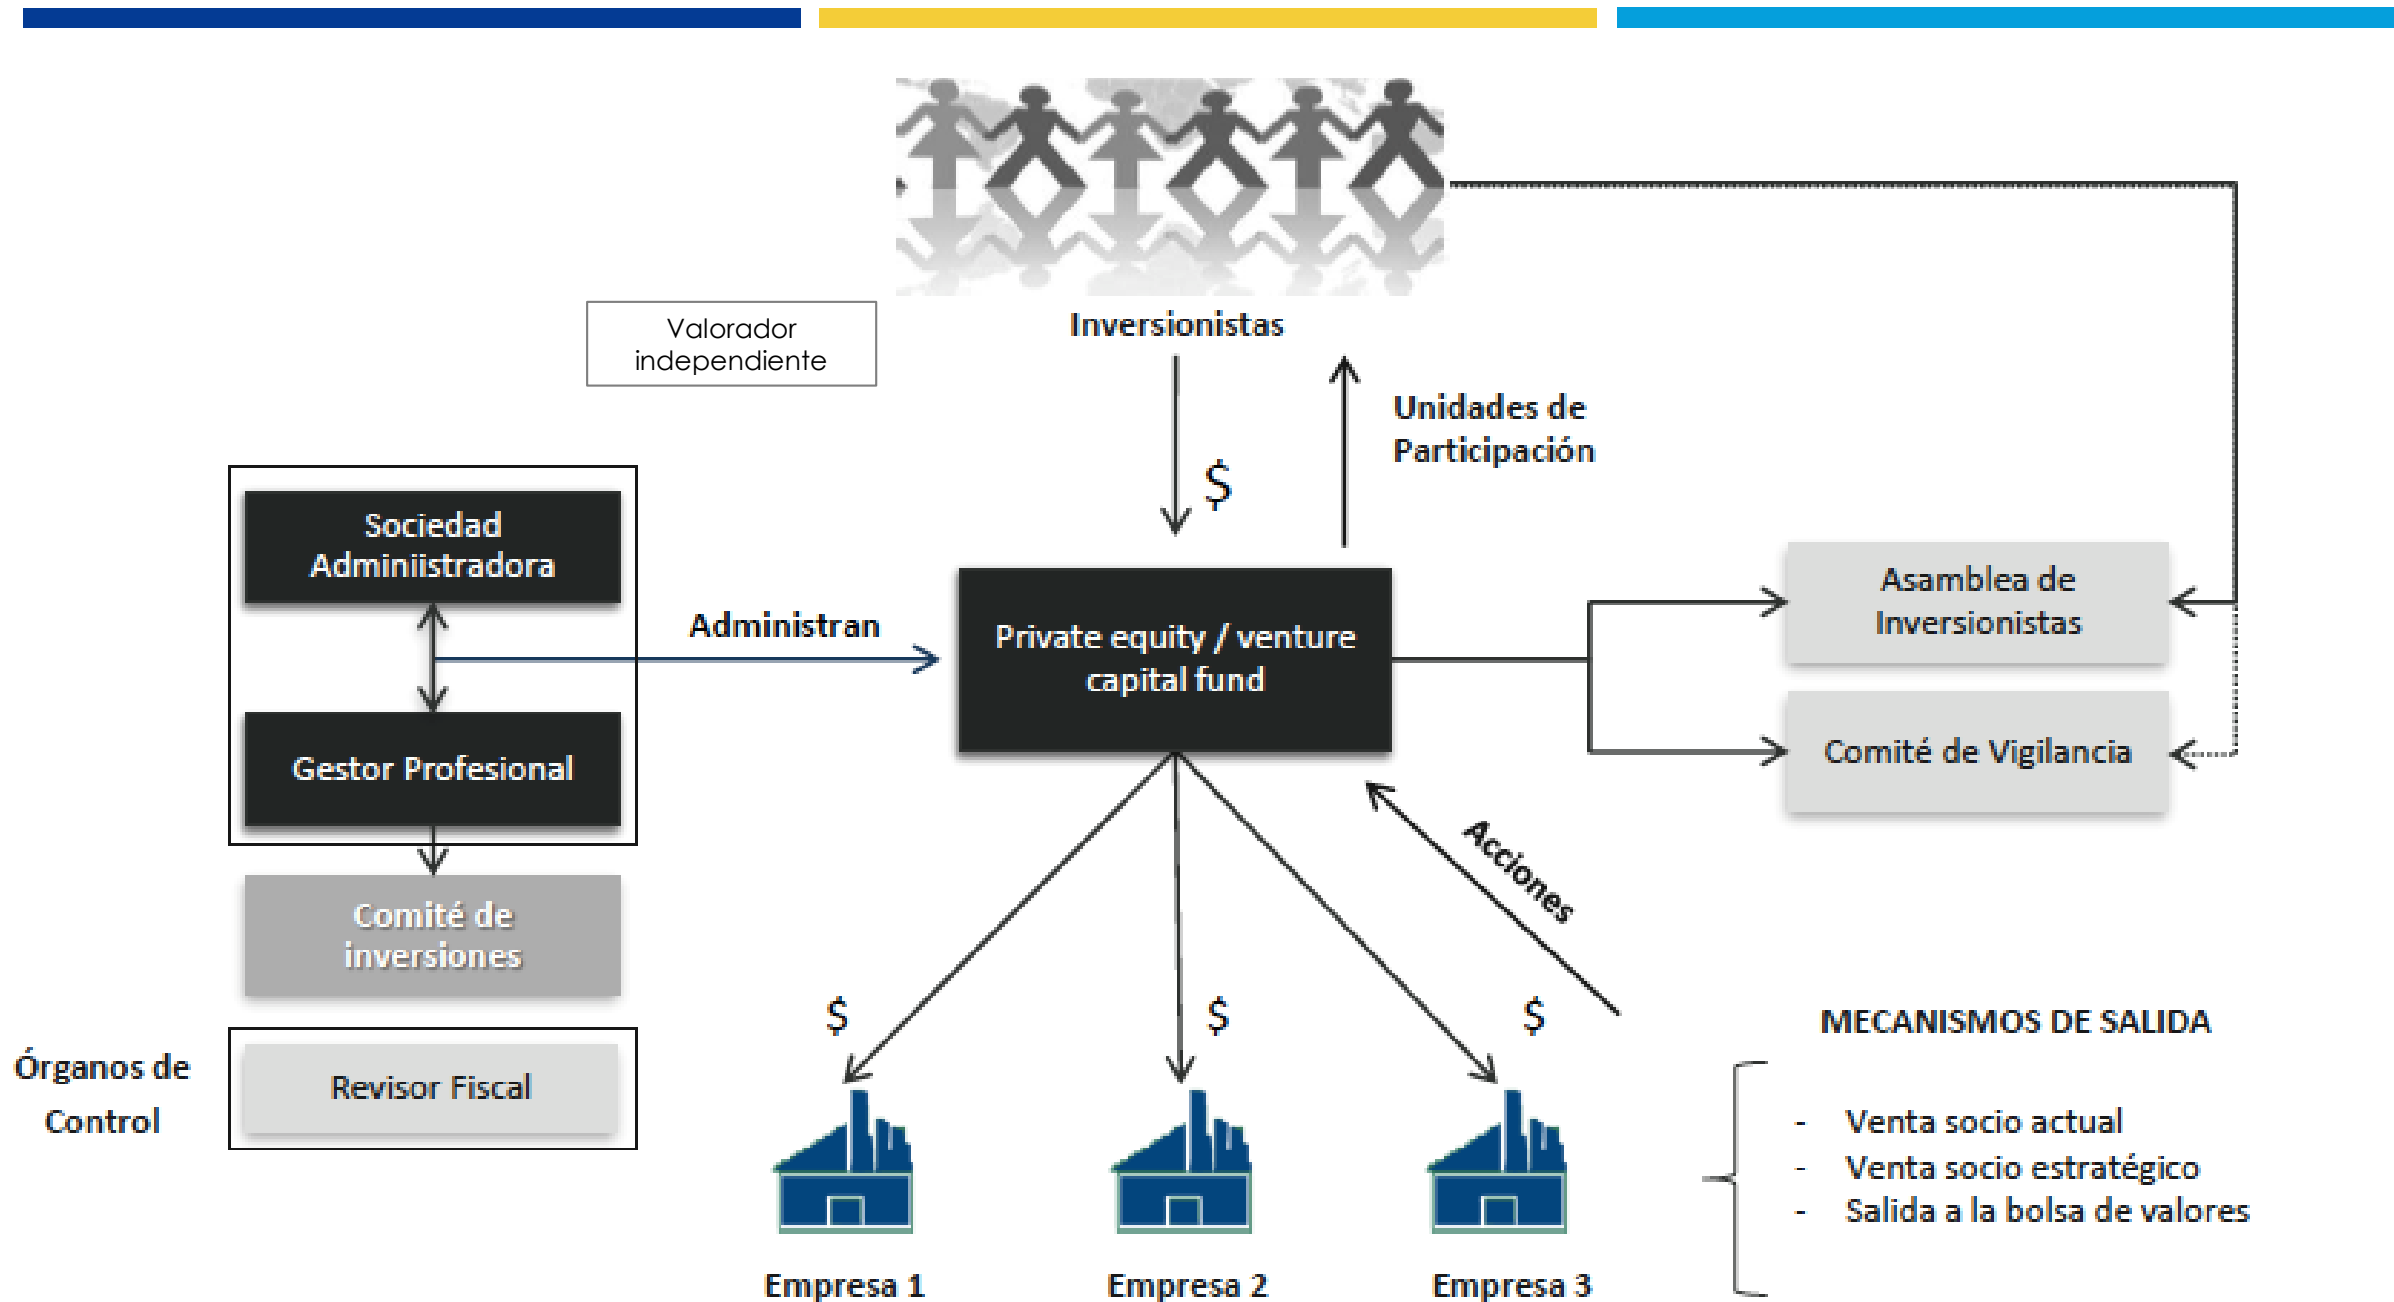 Inversionistas
Valorador
independiente
$
Unidades de
Participación
Sociedad
Adminiistradora
Administran
Gestor Profesional
Comité de
inversiones
Órganos de
Control
Revisor Fiscal
Private equity / venture
capital fund
Asamblea de
Inversionistas
Comité de Vigilancia
Acciones
$
$
$
Empresa 1
Empresa 2
Empresa 3
MECANISMOS DE SALIDA
- Venta socio actual
- Venta socio estratégico
- Salida a la bolsa de valores